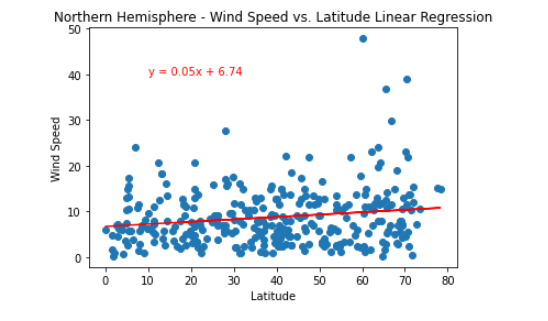 Northern Hemisphere - Wind Speed vs. Latitude Linear Regression
50
40
30
20
10
0
Wind Speed
y = 0.05x + 6.74
0 10 20 30 40 50 60 70 80
Latitude